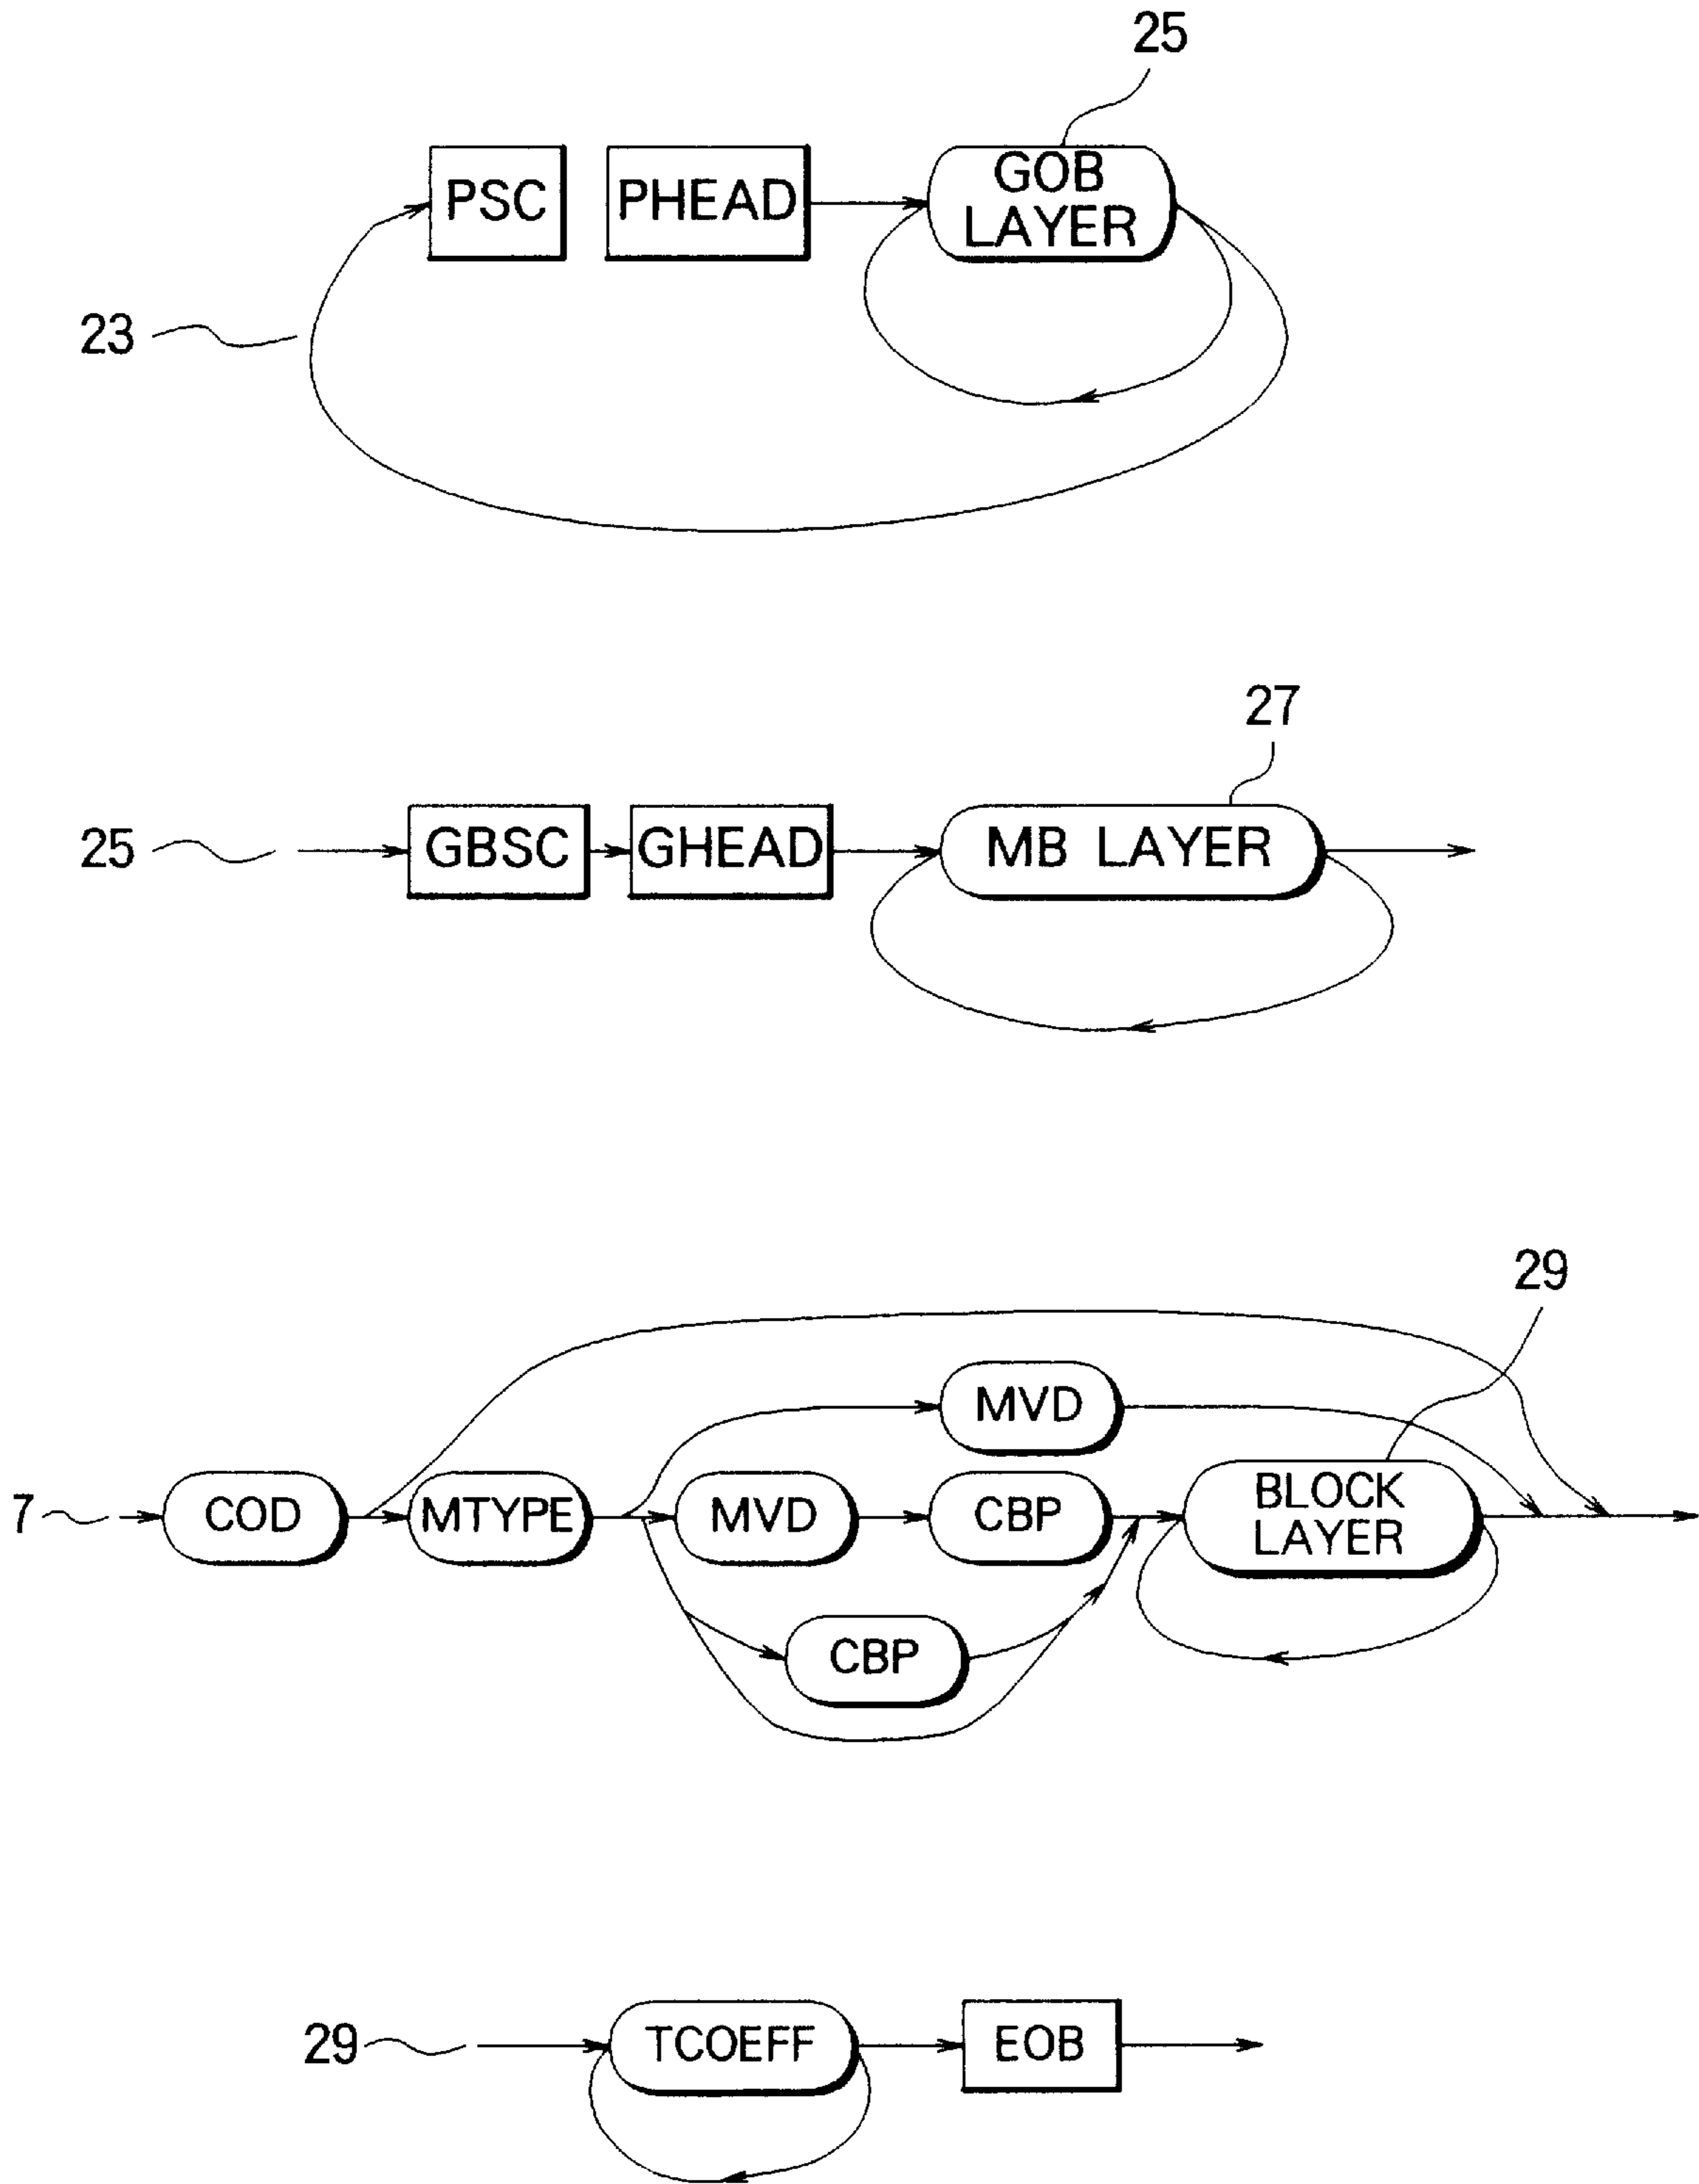 25
PSC PHEAD GOB
LAYER
23
27
25 GBSC GHEAD MB LAYER
29
MVD
7 COD MTYPE MVD CBP BLOCK
LAYER
CBP
29 TCOEFF EOB